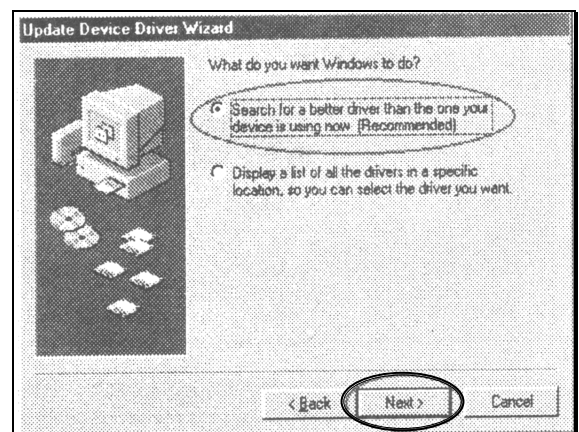 Update Device Driver Wizard
What do you want Windows to do?
Search for a better driver than the one your
device is using now (Recommended)
Display a list of all the drivers in a specific
location, so you can select the driver you want.
< Back
Next >
Cancel